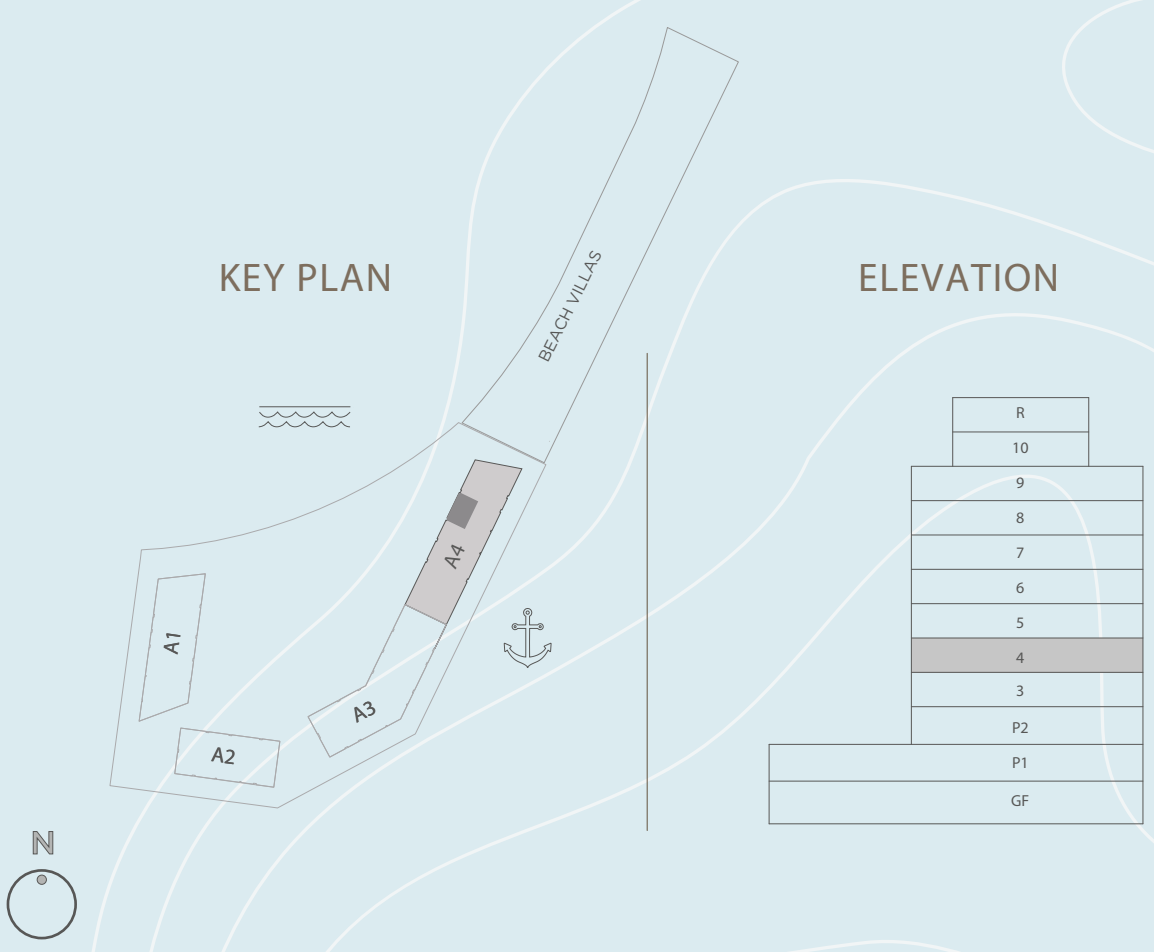 KEY PLAN
BEACH VILLAS
A4
A1
A3
A2
N
ELEVATION
R
10
9
8
7
6
5
4
3
P2
P1
GF